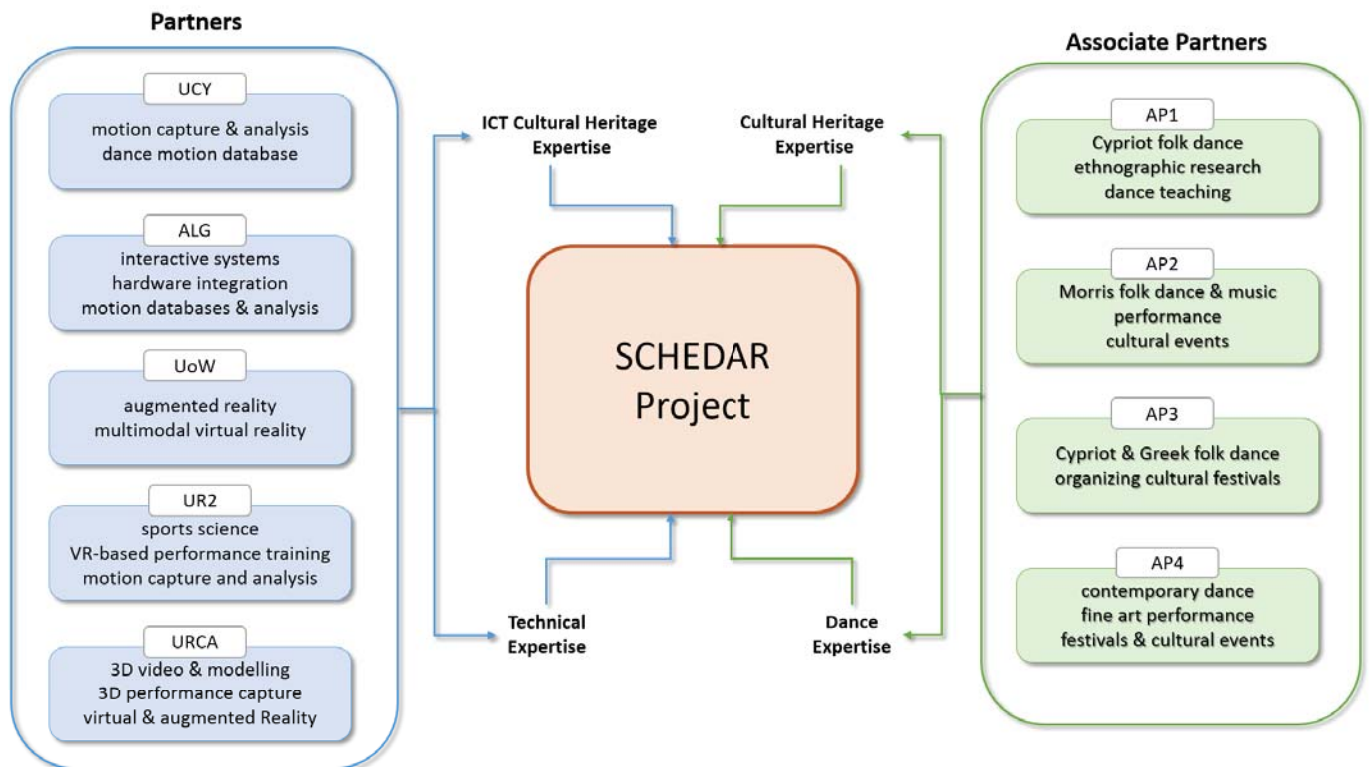 Partners
UCY
motion capture & analysis
dance motion database
ALG
interactive systems
hardware integration
motion databases & analysis
UoW
augmented reality
multimodal virtual reality
UR2
sports science
VR-based performance training
motion capture and analysis
URCA
3D video & modelling
3D performance capture
virtual & augmented Reality
ICT Cultural Heritage
Expertise
Cultural Heritage
Expertise
SCHEDAR
Project
Technical
Expertise
Dance
Expertise
Associate Partners
AP1
Cypriot folk dance
ethnographic research
dance teaching
AP2
Morris folk dance & music
performance
cultural events
AP3
Cypriot & Greek folk dance
organizing cultural festivals
AP4
contemporary dance
fine art performance
festivals & cultural events